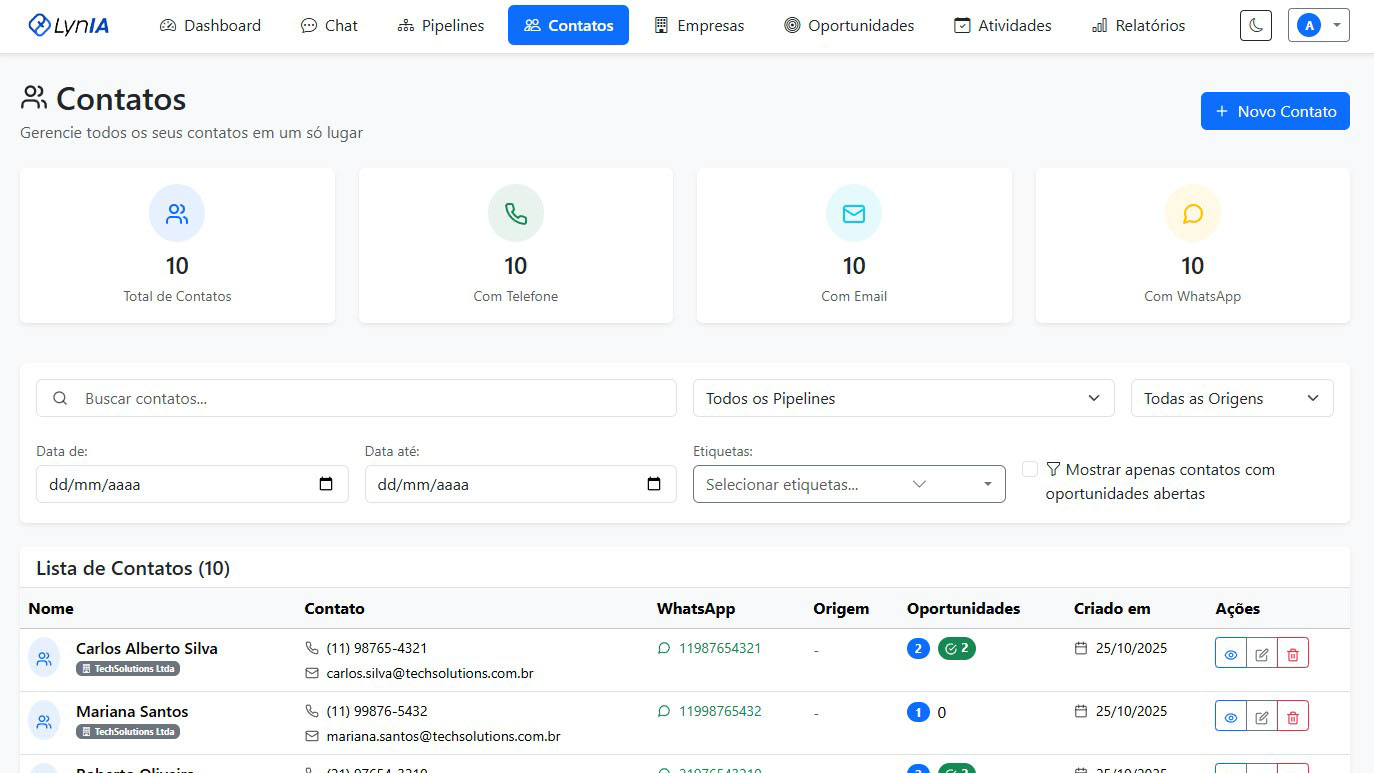 LynIA
Dashboard
Chat
Pipelines
Contatos
Empresas
Oportunidades
Atividades
Relatórios
A
Contatos
Gerencie todos os seus contatos em um só lugar
+ Novo Contato
10
Total de Contatos
10
Com Telefone
10
Com Email
10
Com WhatsApp
Buscar contatos...
Todos os Pipelines
Todas as Origens
Data de:
dd/mm/aaaa
Data até:
dd/mm/aaaa
Etiquetas:
Selecionar etiquetas...
Mostrar apenas contatos com
oportunidades abertas
Lista de Contatos (10)
Nome Contato WhatsApp Origem Oportunidades Criado em Ações
Carlos Alberto Silva
TechSolutions Ltda
(11) 98765-4321
carlos.silva@techsolutions.com.br
11987654321
-
2 2
25/10/2025
Mariana Santos
TechSolutions Ltda
(11) 99876-5432
mariana.santos@techsolutions.com.br
11998765432
-
1 0
25/10/2025
Roberto Oliveira
25/10/2025